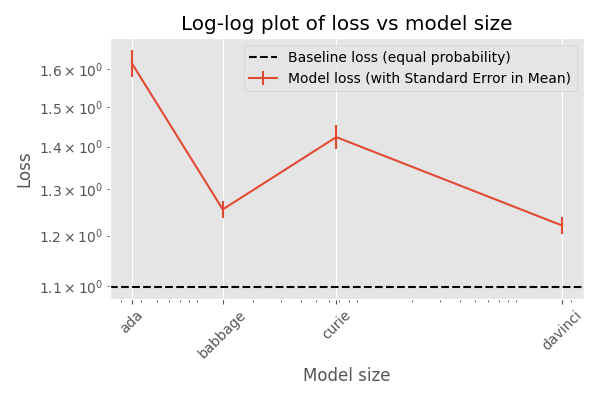 Log-log plot of loss vs model size
Baseline loss (equal probability)
Model loss (with Standard Error in Mean)
Loss
1.6 × 10⁰
1.5 × 10⁰
1.4 × 10⁰
1.3 × 10⁰
1.2 × 10⁰
1.1 × 10⁰
ada
babbage
curie
davinci
Model size